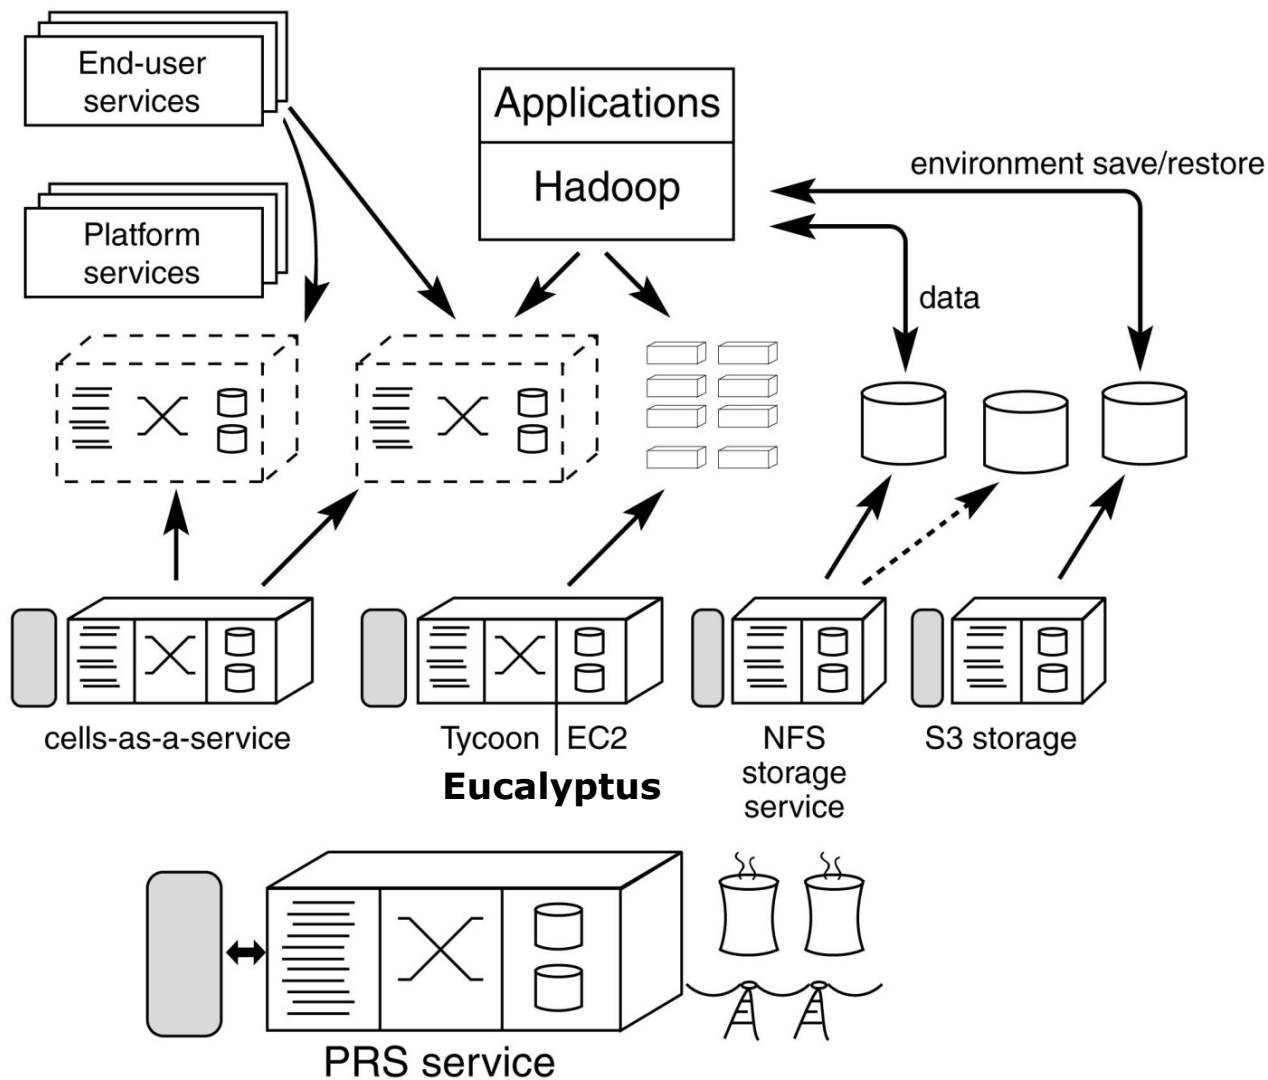 End-user
services
Applications
Hadoop
environment save/restore
Platform
services
data
cells-as-a-service
Tycoon
EC2
Eucalyptus
NFS
storage
service
S3 storage
PRS service